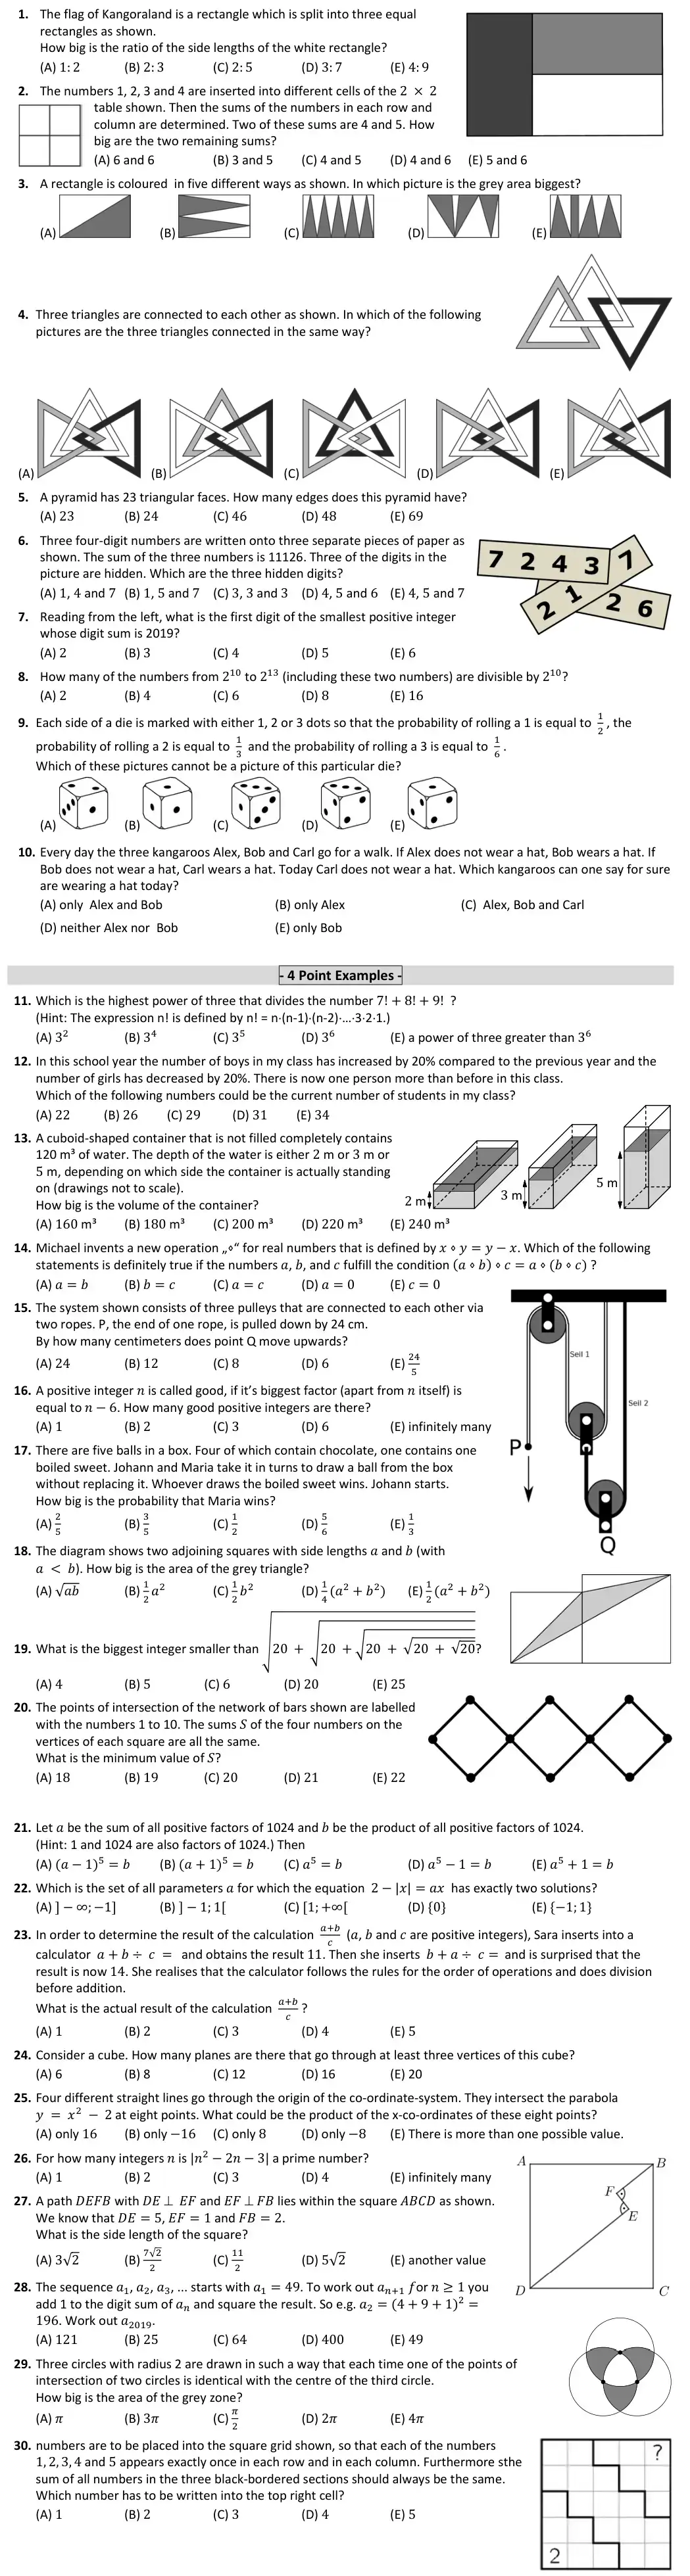 1. The flag of Kangoraland is a rectangle which is split into three equal
rectangles as shown.
How big is the ratio of the side lengths of the white rectangle?
(A) 1: 2 (B) 2: 3 (C) 2: 5 (D) 3: 7 (E) 4: 9
2. The numbers 1, 2, 3 and 4 are inserted into different cells of the 2 × 2
table shown. Then the sums of the numbers in each row and
column are determined. Two of these sums are 4 and 5. How
big are the two remaining sums?
(A) 6 and 6 (B) 3 and 5 (C) 4 and 5 (D) 4 and 6 (E) 5 and 6
3. A rectangle is coloured in five different ways as shown. In which picture is the grey area biggest?
(A) (B) (C) (D) (E)
4. Three triangles are connected to each other as shown. In which of the following
pictures are the three triangles connected in the same way?
(A) (B) (C) (D) (E)
5. A pyramid has 23 triangular faces. How many edges does this pyramid have?
(A) 23 (B) 24 (C) 46 (D) 48 (E) 69
6. Three four-digit numbers are written onto three separate pieces of paper as
shown. The sum of the three numbers is 11126. Three of the digits in the
picture are hidden. Which are the three hidden digits?
(A) 1, 4 and 7 (B) 1, 5 and 7 (C) 3, 3 and 3 (D) 4, 5 and 6 (E) 4, 5 and 7
7 2 4 3 7
2 1 2 6
7. Reading from the left, what is the first digit of the smallest positive integer
whose digit sum is 2019?
(A) 2 (B) 3 (C) 4 (D) 5 (E) 6
8. How many of the numbers from 2¹⁰ to 2¹³ (including these two numbers) are divisible by 2¹⁰?
(A) 2 (B) 4 (C) 6 (D) 8 (E) 16
9. Each side of a die is marked with either 1, 2 or 3 dots so that the probability of rolling a 1 is equal to 1/2, the
probability of rolling a 2 is equal to 1/3 and the probability of rolling a 3 is equal to 1/6.
Which of these pictures cannot be a picture of this particular die?
(A) (B) (C) (D) (E)
10. Every day the three kangaroos Alex, Bob and Carl go for a walk. If Alex does not wear a hat, Bob wears a hat. If
Bob does not wear a hat, Carl wears a hat. Today Carl does not wear a hat. Which kangaroos can one say for sure
are wearing a hat today?
(A) only Alex and Bob (B) only Alex (C) Alex, Bob and Carl
(D) neither Alex nor Bob (E) only Bob
- 4 Point Examples -
11. Which is the highest power of three that divides the number 7! + 8! + 9! ?
(Hint: The expression n! is defined by n! = n·(n-1)·(n-2)·...·3·2·1.)
(A) 3² (B) 3⁴ (C) 3⁵ (D) 3⁶ (E) a power of three greater than 3⁶
12. In this school year the number of boys in my class has increased by 20% compared to the previous year and the
number of girls has decreased by 20%. There is now one person more than before in this class.
Which of the following numbers could be the current number of students in my class?
(A) 22 (B) 26 (C) 29 (D) 31 (E) 34
13. A cuboid-shaped container that is not filled completely contains
120 m³ of water. The depth of the water is either 2 m or 3 m or
5 m, depending on which side the container is actually standing
on (drawings not to scale).
How big is the volume of the container?
(A) 160 m³ (B) 180 m³ (C) 200 m³ (D) 220 m³ (E) 240 m³
2 m 3 m 5 m
14. Michael invents a new operation „⋄“ for real numbers that is defined by x ⋄ y = y − x. Which of the following
statements is definitely true if the numbers a, b, and c fulfill the condition (a ⋄ b) ⋄ c = a ⋄ (b ⋄ c) ?
(A) a = b (B) b = c (C) a = c (D) a = 0 (E) c = 0
15. The system shown consists of three pulleys that are connected to each other via
two ropes. P, the end of one rope, is pulled down by 24 cm.
By how many centimeters does point Q move upwards?
(A) 24 (B) 12 (C) 8 (D) 6 (E) 24/5
Seil 1
Seil 2
P
Q
16. A positive integer n is called good, if it's biggest factor (apart from n itself) is
equal to n − 6. How many good positive integers are there?
(A) 1 (B) 2 (C) 3 (D) 6 (E) infinitely many
17. There are five balls in a box. Four of which contain chocolate, one contains one
boiled sweet. Johann and Maria take it in turns to draw a ball from the box
without replacing it. Whoever draws the boiled sweet wins. Johann starts.
How big is the probability that Maria wins?
(A) 2/5 (B) 3/5 (C) 1/2 (D) 5/6 (E) 1/3
18. The diagram shows two adjoining squares with side lengths a and b (with
a < b). How big is the area of the grey triangle?
(A) √ab (B) 1/2 a² (C) 1/2 b² (D) 1/4 (a² + b²) (E) 1/2 (a² + b²)
19. What is the biggest integer smaller than √(20 + √(20 + √(20 + √(20 + √20))))?
(A) 4 (B) 5 (C) 6 (D) 20 (E) 25
20. The points of intersection of the network of bars shown are labelled
with the numbers 1 to 10. The sums S of the four numbers on the
vertices of each square are all the same.
What is the minimum value of S?
(A) 18 (B) 19 (C) 20 (D) 21 (E) 22
21. Let a be the sum of all positive factors of 1024 and b be the product of all positive factors of 1024.
(Hint: 1 and 1024 are also factors of 1024.) Then
(A) (a − 1)⁵ = b (B) (a + 1)⁵ = b (C) a⁵ = b (D) a⁵ − 1 = b (E) a⁵ + 1 = b
22. Which is the set of all parameters a for which the equation 2 − |x| = ax has exactly two solutions?
(A) ] − ∞; −1] (B) ] − 1; 1[ (C) [1; +∞[ (D) {0} (E) {−1; 1}
23. In order to determine the result of the calculation (a+b)/c (a, b and c are positive integers), Sara inserts into a
calculator a + b ÷ c = and obtains the result 11. Then she inserts b + a ÷ c = and is surprised that the
result is now 14. She realises that the calculator follows the rules for the order of operations and does division
before addition.
What is the actual result of the calculation (a+b)/c ?
(A) 1 (B) 2 (C) 3 (D) 4 (E) 5
24. Consider a cube. How many planes are there that go through at least three vertices of this cube?
(A) 6 (B) 8 (C) 12 (D) 16 (E) 20
25. Four different straight lines go through the origin of the co-ordinate-system. They intersect the parabola
y = x² − 2 at eight points. What could be the product of the x-co-ordinates of these eight points?
(A) only 16 (B) only −16 (C) only 8 (D) only −8 (E) There is more than one possible value.
26. For how many integers n is |n² − 2n − 3| a prime number?
(A) 1 (B) 2 (C) 3 (D) 4 (E) infinitely many
27. A path DEFB with DE ⊥ EF and EF ⊥ FB lies within the square ABCD as shown.
We know that DE = 5, EF = 1 and FB = 2.
What is the side length of the square?
(A) 3√2 (B) 7√2/2 (C) 11/2 (D) 5√2 (E) another value
A B
F
E
D C
28. The sequence a₁, a₂, a₃, ... starts with a₁ = 49. To work out aₙ₊₁ for n ≥ 1 you
add 1 to the digit sum of aₙ and square the result. So e.g. a₂ = (4 + 9 + 1)² =
196. Work out a₂₀₁₉.
(A) 121 (B) 25 (C) 64 (D) 400 (E) 49
29. Three circles with radius 2 are drawn in such a way that each time one of the points of
intersection of two circles is identical with the centre of the third circle.
How big is the area of the grey zone?
(A) π (B) 3π (C) π/2 (D) 2π (E) 4π
30. numbers are to be placed into the square grid shown, so that each of the numbers
1, 2, 3, 4 and 5 appears exactly once in each row and in each column. Furthermore sthe
sum of all numbers in the three black-bordered sections should always be the same.
Which number has to be written into the top right cell?
(A) 1 (B) 2 (C) 3 (D) 4 (E) 5
?
2